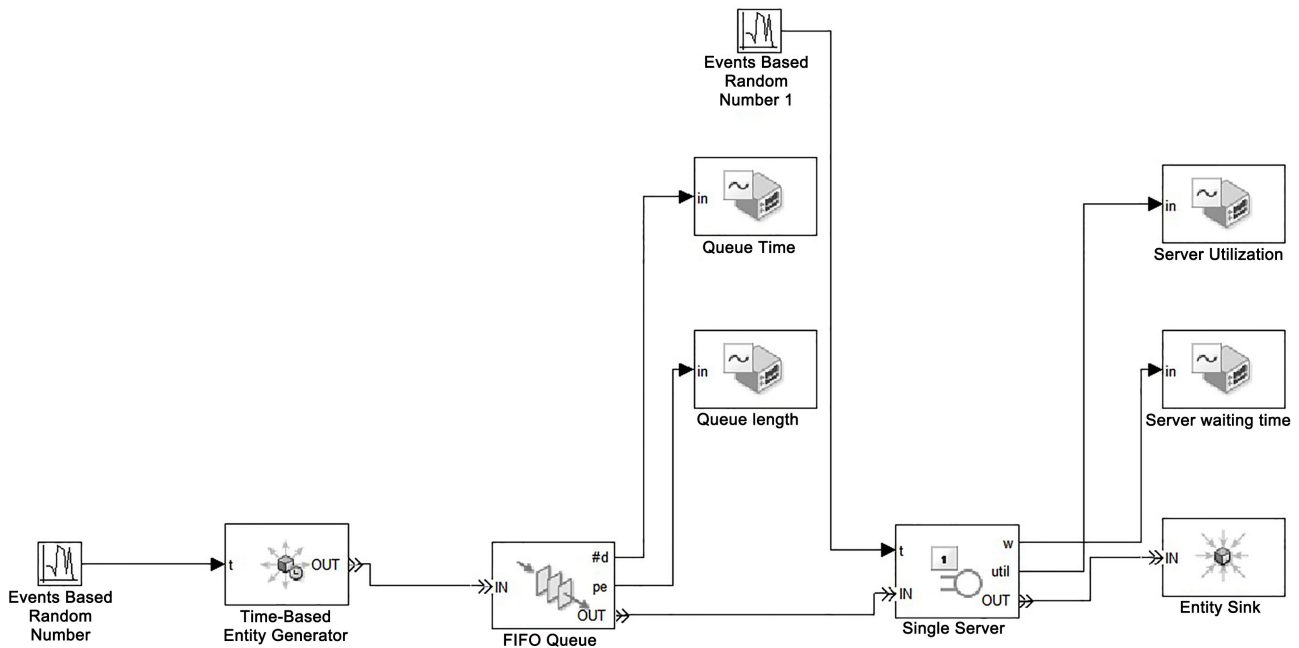 Events Based
Random
Number 1
in
Queue Time
in
Server Utilization
in
Queue length
in
Server waiting time
Events Based
Random
Number
t
OUT
Time-Based
Entity Generator
IN
#d
pe
OUT
FIFO Queue
t
IN
1
w
util
OUT
Single Server
IN
Entity Sink